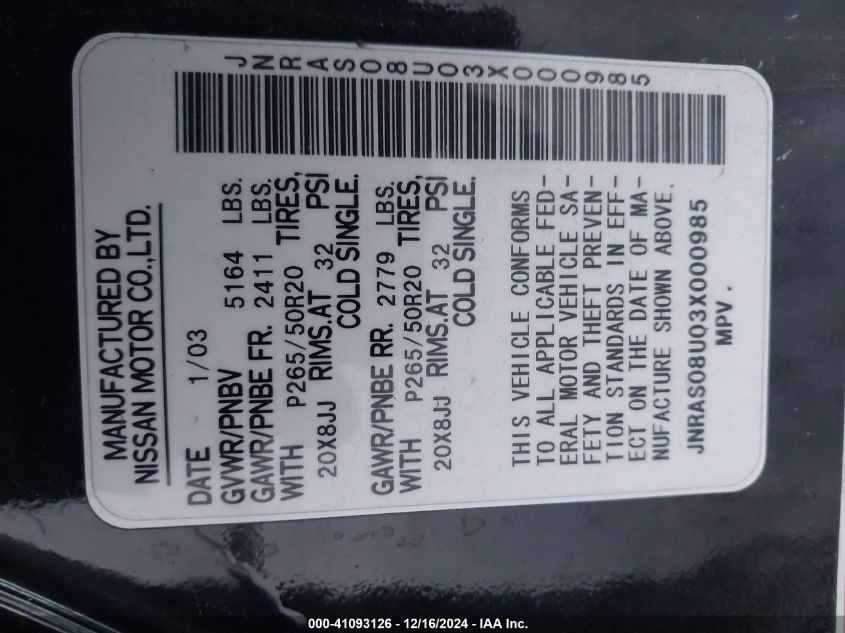 MANUFACTURED BY
NISSAN MOTOR CO.,LTD.
DATE 1/03
GVWR/PNBV 5164 LBS.
GAWR/PNBE FR. 2411 LBS.
WITH P265/50R20 TIRES,
20X8JJ RIMS.AT 32 PSI
COLD SINGLE.
GAWR/PNBE RR. 2779 LBS.
WITH P265/50R20 TIRES,
20X8JJ RIMS.AT 32 PSI
COLD SINGLE.
JNRAS08U03X000985
THIS VEHICLE CONFORMS
TO ALL APPLICABLE FED-
ERAL MOTOR VEHICLE SA-
FETY AND THEFT PREVEN-
TION STANDARDS IN EFF-
ECT ON THE DATE OF MA-
NUFACTURE SHOWN ABOVE.
JNRAS08U03X000985
MPV.
000-41093126 - 12/16/2024 - IAA Inc.